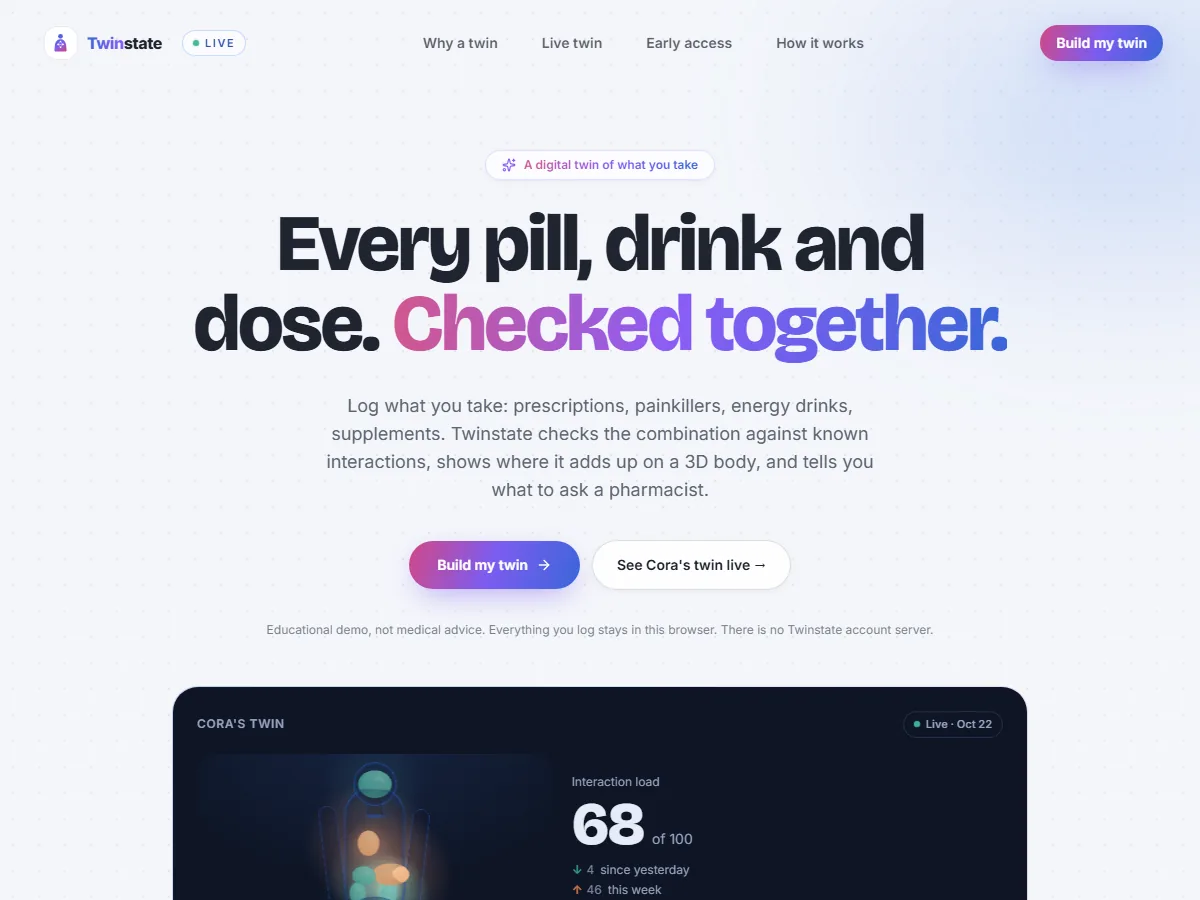 Twinstate
LIVE
Why a twin
Live twin
Early access
How it works
Build my twin
A digital twin of what you take
Every pill, drink and
dose. Checked together.
Log what you take: prescriptions, painkillers, energy drinks,
supplements. Twinstate checks the combination against known
interactions, shows where it adds up on a 3D body, and tells you
what to ask a pharmacist.
Build my twin →
See Cora's twin live →
Educational demo, not medical advice. Everything you log stays in this browser. There is no Twinstate account server.
CORA'S TWIN
Live · Oct 22
Interaction load
68 of 100
↓ 4 since yesterday
↑ 46 this week